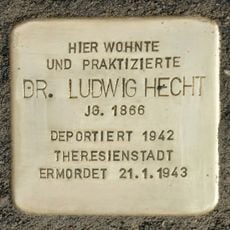 HIER WOHNTE
UND PRAKTIZIERTE
DR. LUDWIG HECHT
JG. 1866
DEPORTIERT 1942
THERESIENSTADT
ERMORDET 21.1.1943